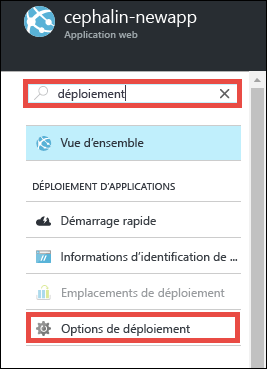 cephalin-newapp
Application web
déploiement
Vue d'ensemble
DÉPLOIEMENT D'APPLICATIONS
Démarrage rapide
Informations d'identification de ...
Emplacements de déploiement
Options de déploiement